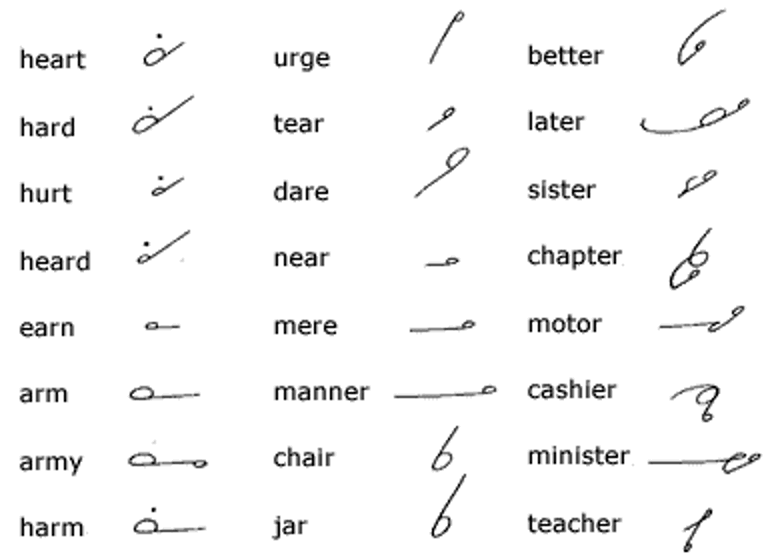 heart urge better
hard tear later
hurt dare sister
heard near chapter
earn mere motor
arm manner cashier
army chair minister
harm jar teacher